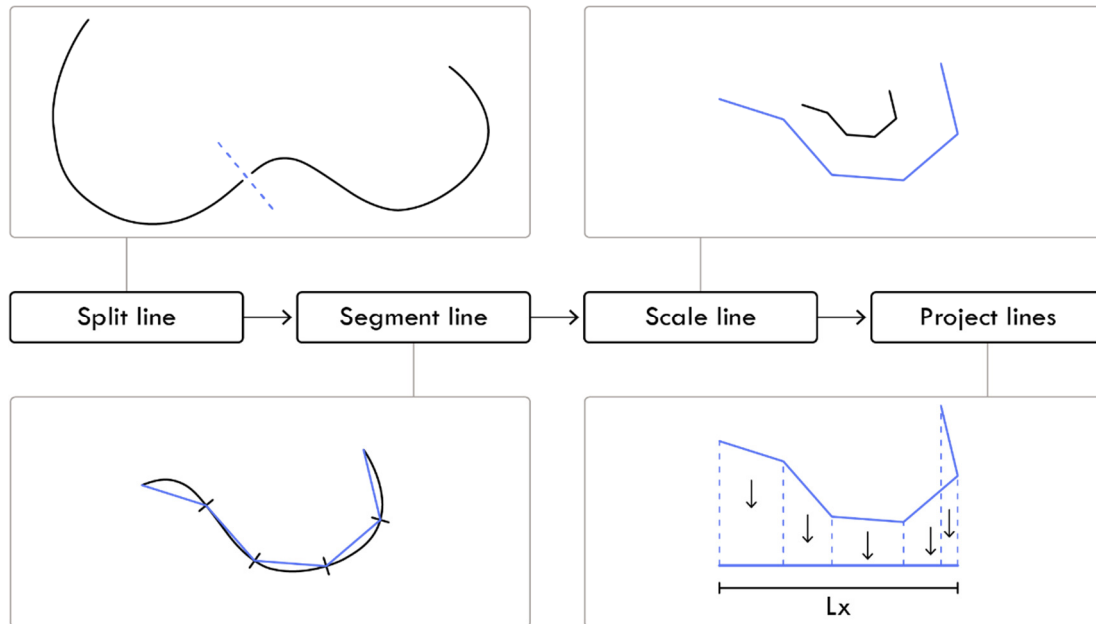 Split line
Segment line
Scale line
Project lines
Lx